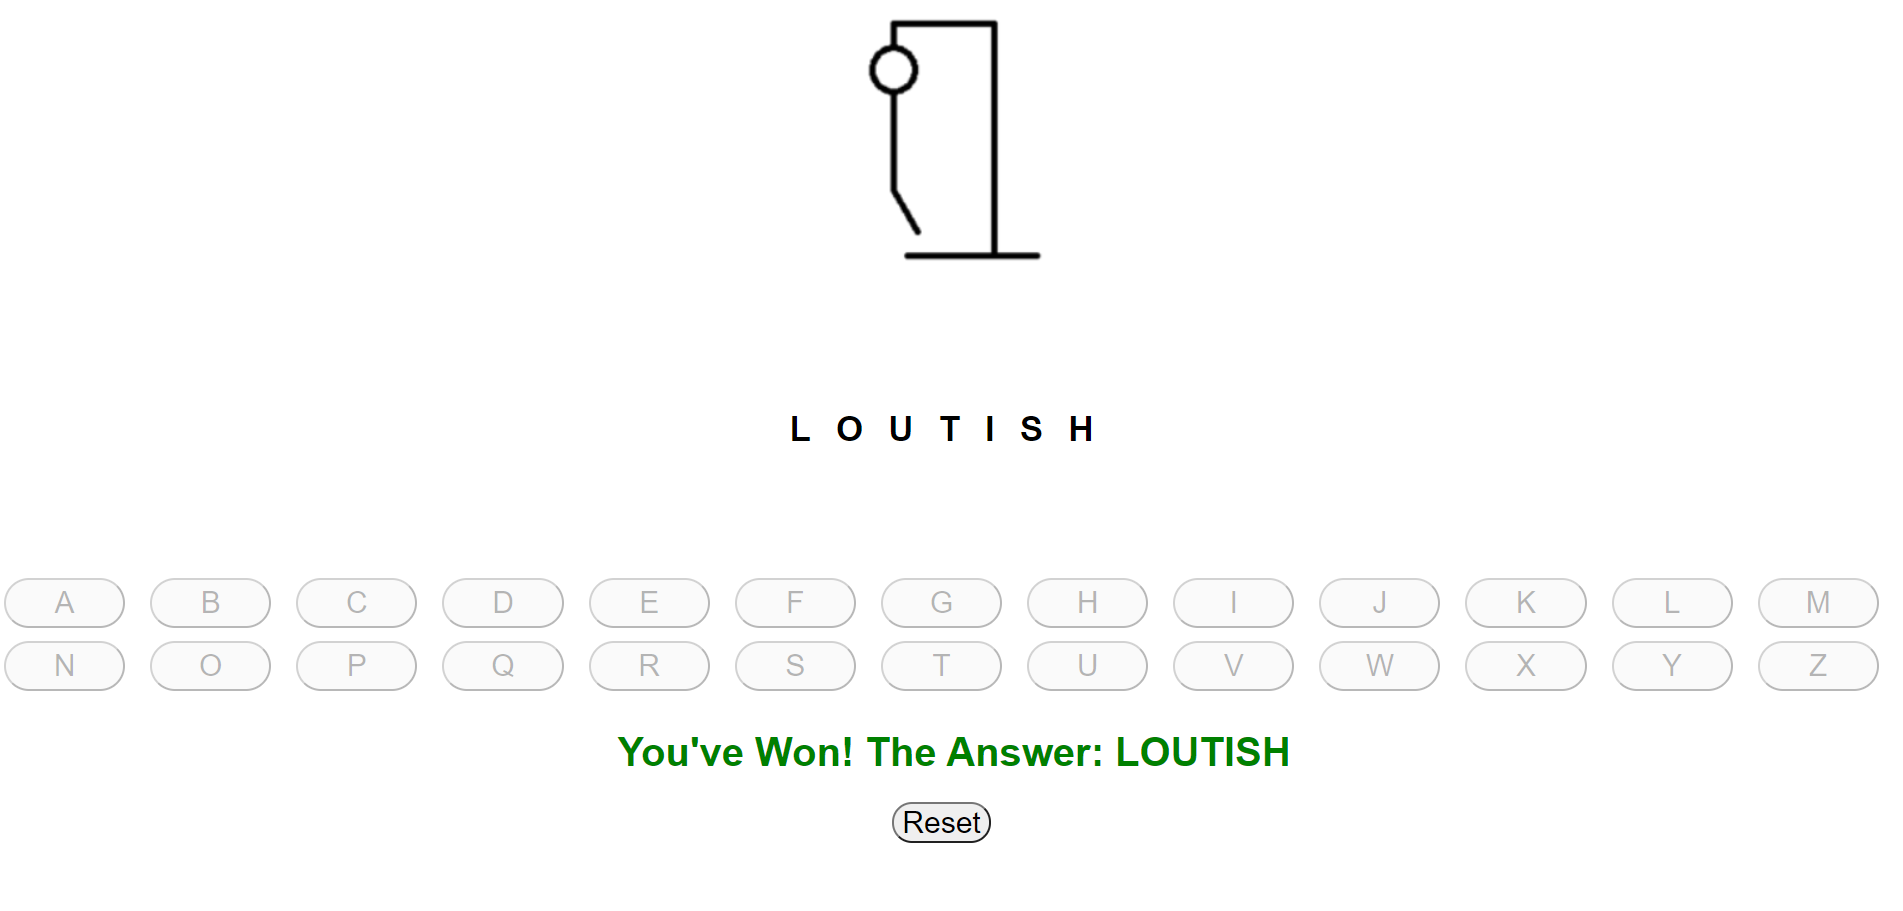 L O U T I S H
A B C D E F G H I J K L M
N O P Q R S T U V W X Y Z
You've Won! The Answer: LOUTISH
Reset